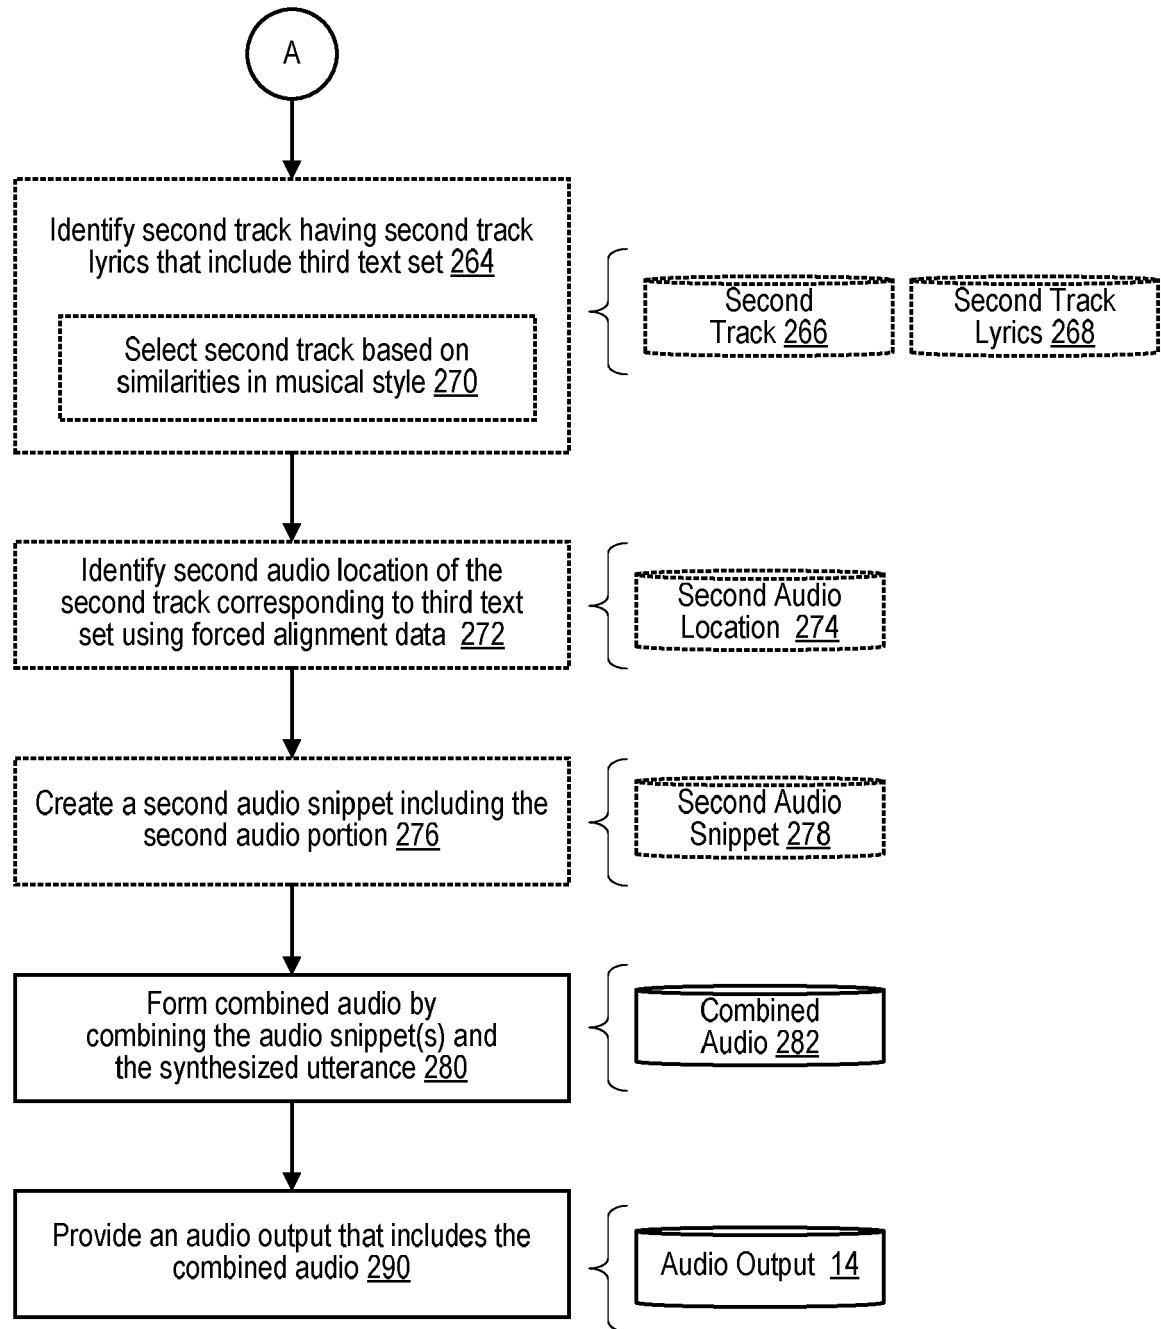 A
Identify second track having second track
lyrics that include third text set 264
Select second track based on
similarities in musical style 270
Second
Track 266
Second Track
Lyrics 268
Identify second audio location of the
second track corresponding to third text
set using forced alignment data 272
Second Audio
Location 274
Create a second audio snippet including the
second audio portion 276
Second Audio
Snippet 278
Form combined audio by
combining the audio snippet(s) and
the synthesized utterance 280
Combined
Audio 282
Provide an audio output that includes the
combined audio 290
Audio Output 14